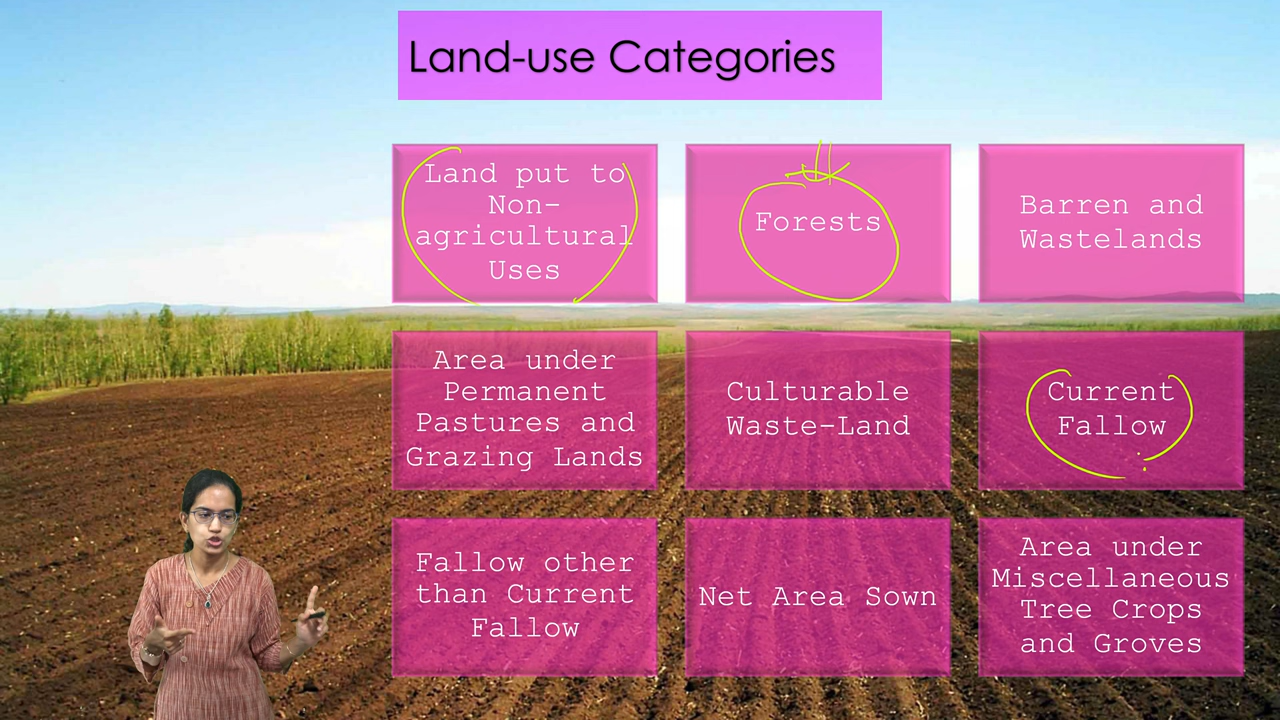 Land-use Categories
Land put to
Non-
agricultural
Uses
Forests
Barren and
Wastelands
Area under
Permanent
Pastures and
Grazing Lands
Culturable
Waste-Land
Current
Fallow
Fallow other
than Current
Fallow
Net Area Sown
Area under
Miscellaneous
Tree Crops
and Groves